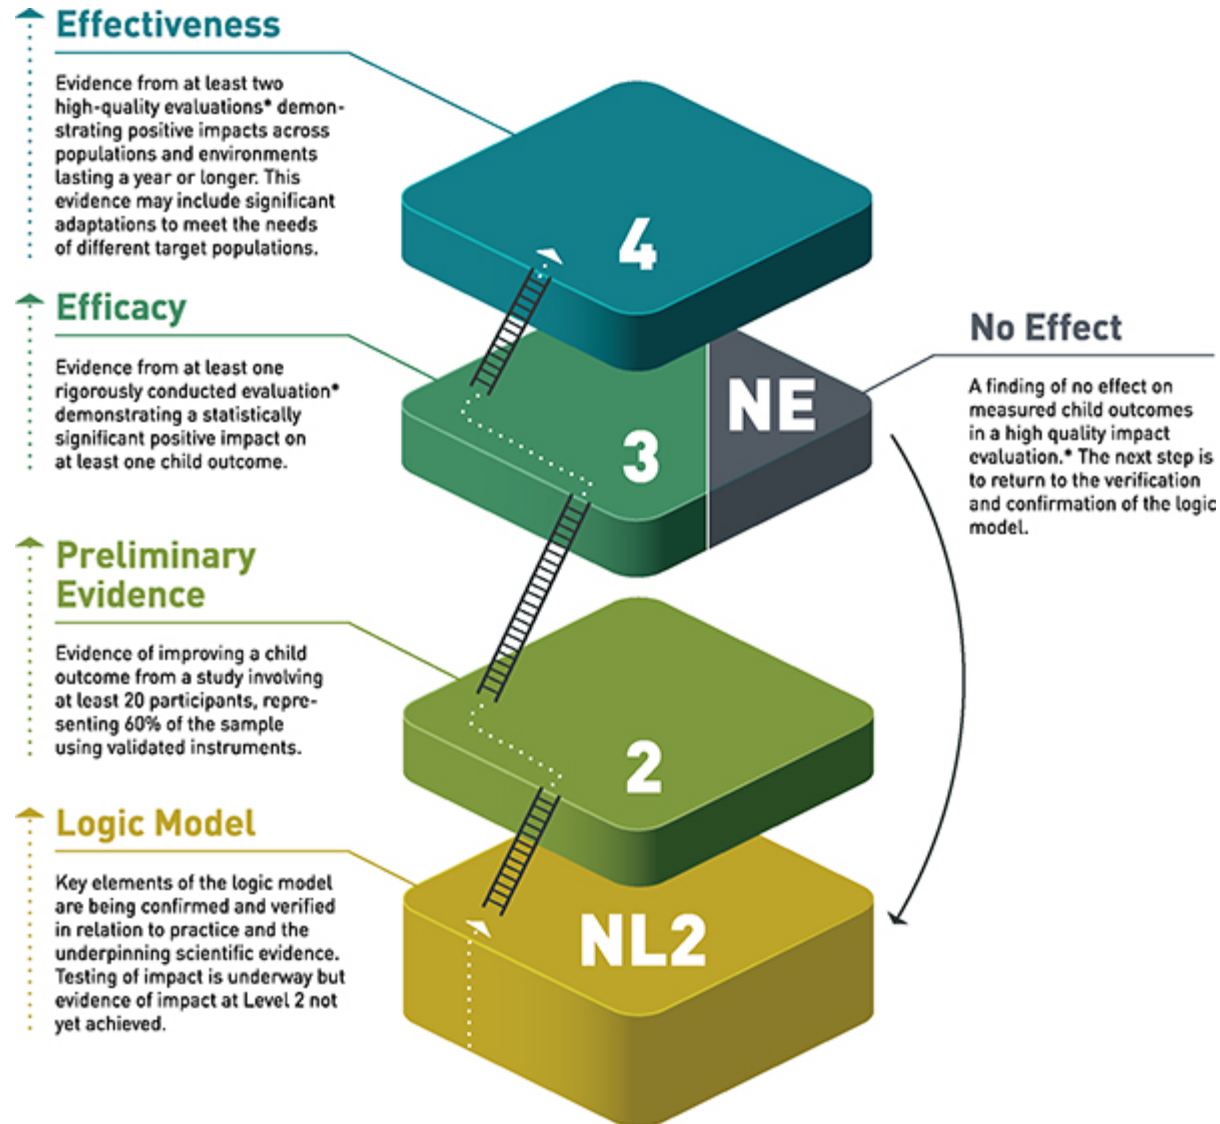 Effectiveness
Evidence from at least two
high-quality evaluations* demon-
strating positive impacts across
populations and environments
lasting a year or longer. This
evidence may include significant
adaptations to meet the needs
of different target populations.
4
Efficacy
Evidence from at least one
rigorously conducted evaluation*
demonstrating a statistically
significant positive impact on
at least one child outcome.
3
NE
No Effect
A finding of no effect on
measured child outcomes
in a high quality impact
evaluation.* The next step is
to return to the verification
and confirmation of the logic
model.
Preliminary
Evidence
Evidence of improving a child
outcome from a study involving
at least 20 participants, repre-
senting 60% of the sample
using validated instruments.
2
Logic Model
Key elements of the logic model
are being confirmed and verified
in relation to practice and the
underpinning scientific evidence.
Testing of impact is underway but
evidence of impact at Level 2 not
yet achieved.
NL2